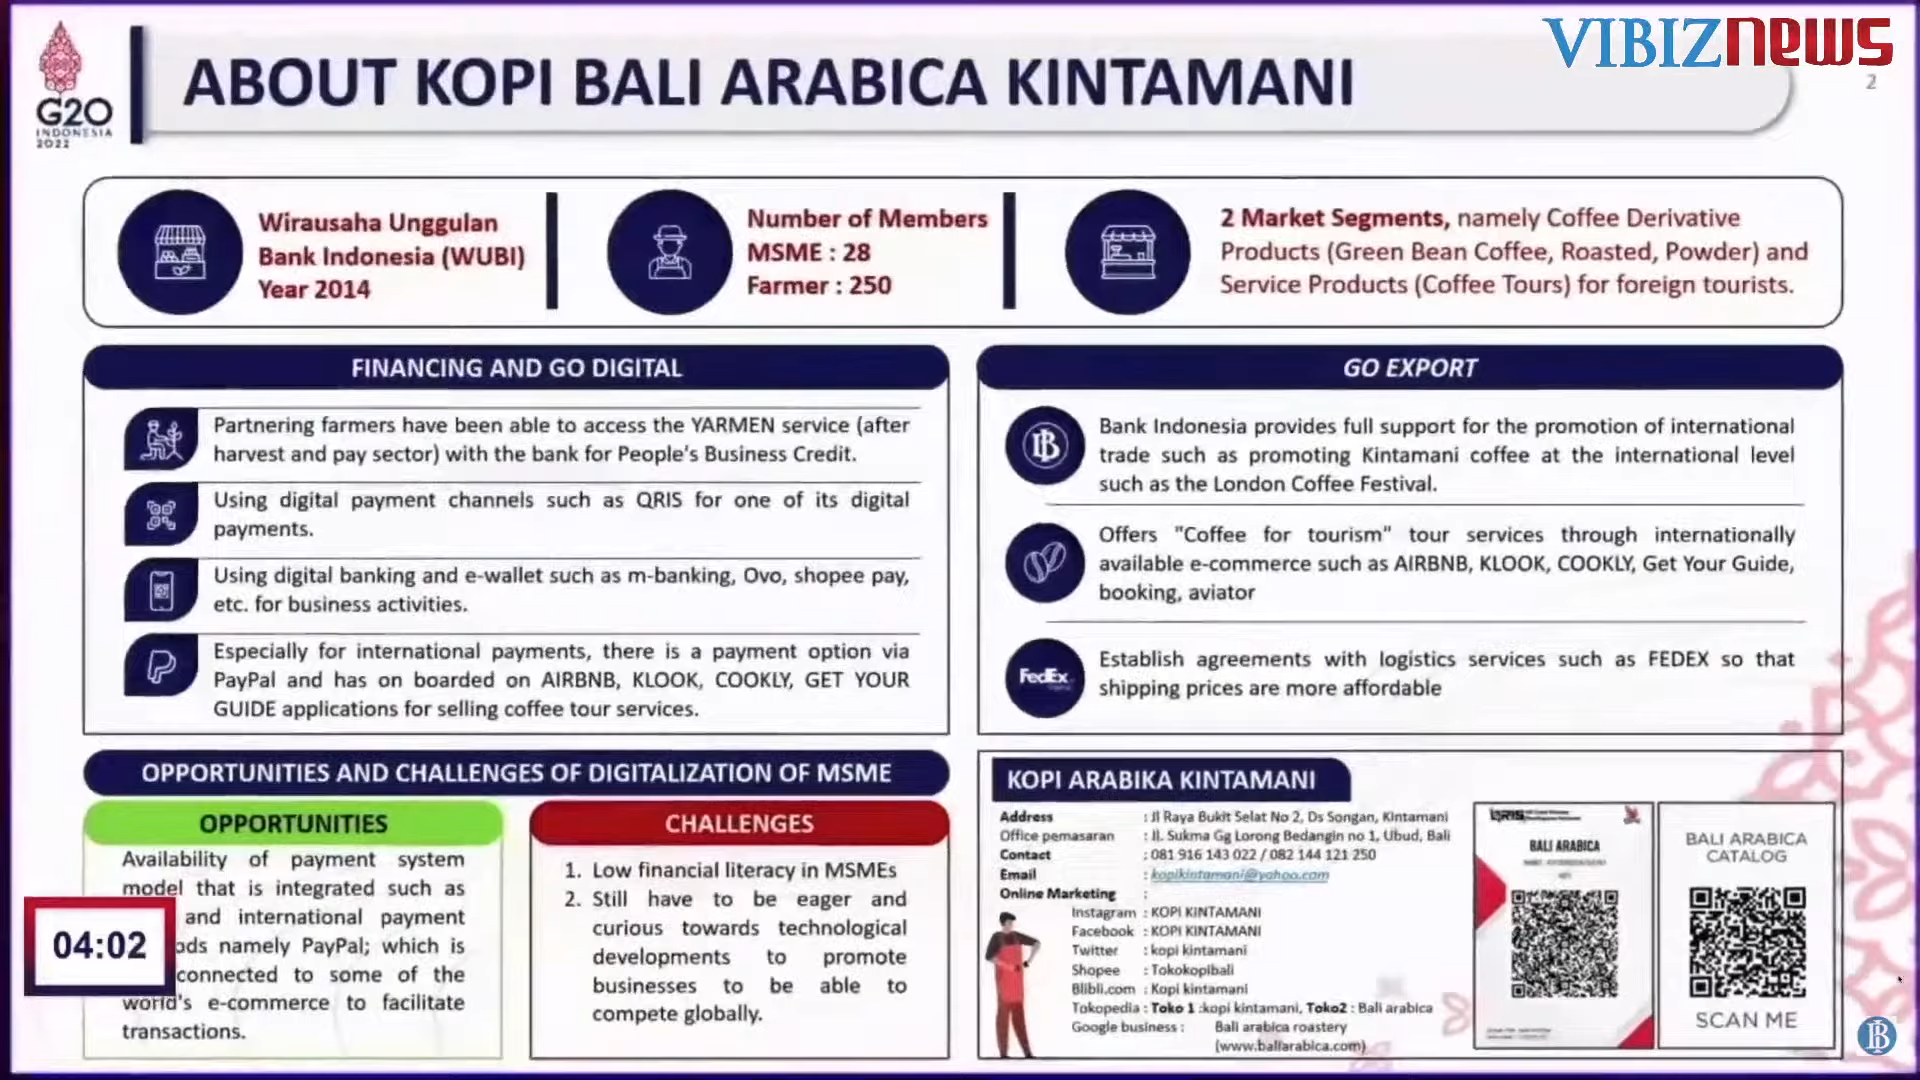 VIBIZnews
G20
INDONESIA
2022
ABOUT KOPI BALI ARABICA KINTAMANI
2
Wirausaha Unggulan
Bank Indonesia (WUBI)
Year 2014
Number of Members
MSME : 28
Farmer : 250
2 Market Segments, namely Coffee Derivative
Products (Green Bean Coffee, Roasted, Powder) and
Service Products (Coffee Tours) for foreign tourists.
FINANCING AND GO DIGITAL
Partnering farmers have been able to access the YARMEN service (after
harvest and pay sector) with the bank for People's Business Credit.
Using digital payment channels such as QRIS for one of its digital
payments.
Using digital banking and e-wallet such as m-banking, Ovo, shopee pay,
etc. for business activities.
Especially for international payments, there is a payment option via
PayPal and has on boarded on AIRBNB, KLOOK, COOKLY, GET YOUR
GUIDE applications for selling coffee tour services.
GO EXPORT
Bank Indonesia provides full support for the promotion of international
trade such as promoting Kintamani coffee at the international level
such as the London Coffee Festival.
Offers "Coffee for tourism" tour services through internationally
available e-commerce such as AIRBNB, KLOOK, COOKLY, Get Your Guide,
booking, aviator
FedEx
Establish agreements with logistics services such as FEDEX so that
shipping prices are more affordable
OPPORTUNITIES AND CHALLENGES OF DIGITALIZATION OF MSME
OPPORTUNITIES
Availability of payment system
model that is integrated such as
and international payment
namely PayPal; which is
connected to some of the
world's e-commerce to facilitate
transactions.
04:02
CHALLENGES
1. Low financial literacy in MSMEs
2. Still have to be eager and
curious towards technological
developments to promote
businesses to be able to
compete globally.
KOPI ARABIKA KINTAMANI
Address : Jl Raya Bukit Selat No 2, Ds Songan, Kintamani
Office pemasaran : Jl. Sukma Gg Lorong Bedangin no 1, Ubud, Bali
Contact : 081 916 143 022 / 082 144 121 250
Email : kopikintamani@yahoo.com
Online Marketing :
Instagram : KOPI KINTAMANI
Facebook : KOPI KINTAMANI
Twitter : kopi kintamani
Shopee : Tokokopibali
Blibli.com : Kopi kintamani
Tokopedia : Toko 1 :kopi kintamani, Toko2 : Bali arabica
Google business : Bali arabica roastery
(www.baliarabica.com)
QRIS
BALI ARABICA
BALI ARABICA
CATALOG
SCAN ME